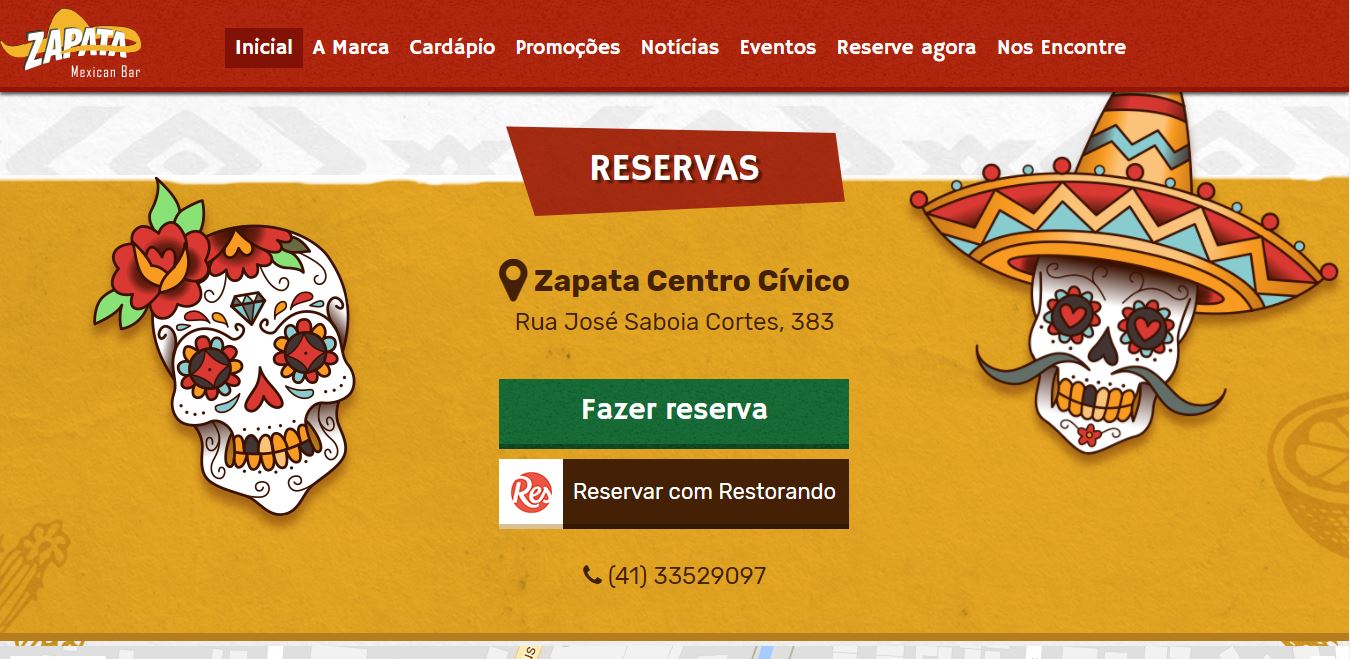 ZAPATA
Mexican Bar
Inicial A Marca Cardápio Promoções Notícias Eventos Reserve agora Nos Encontre
RESERVAS
Zapata Centro Cívico
Rua José Saboia Cortes, 383
Fazer reserva
Res Reservar com Restorando
(41) 33529097
us